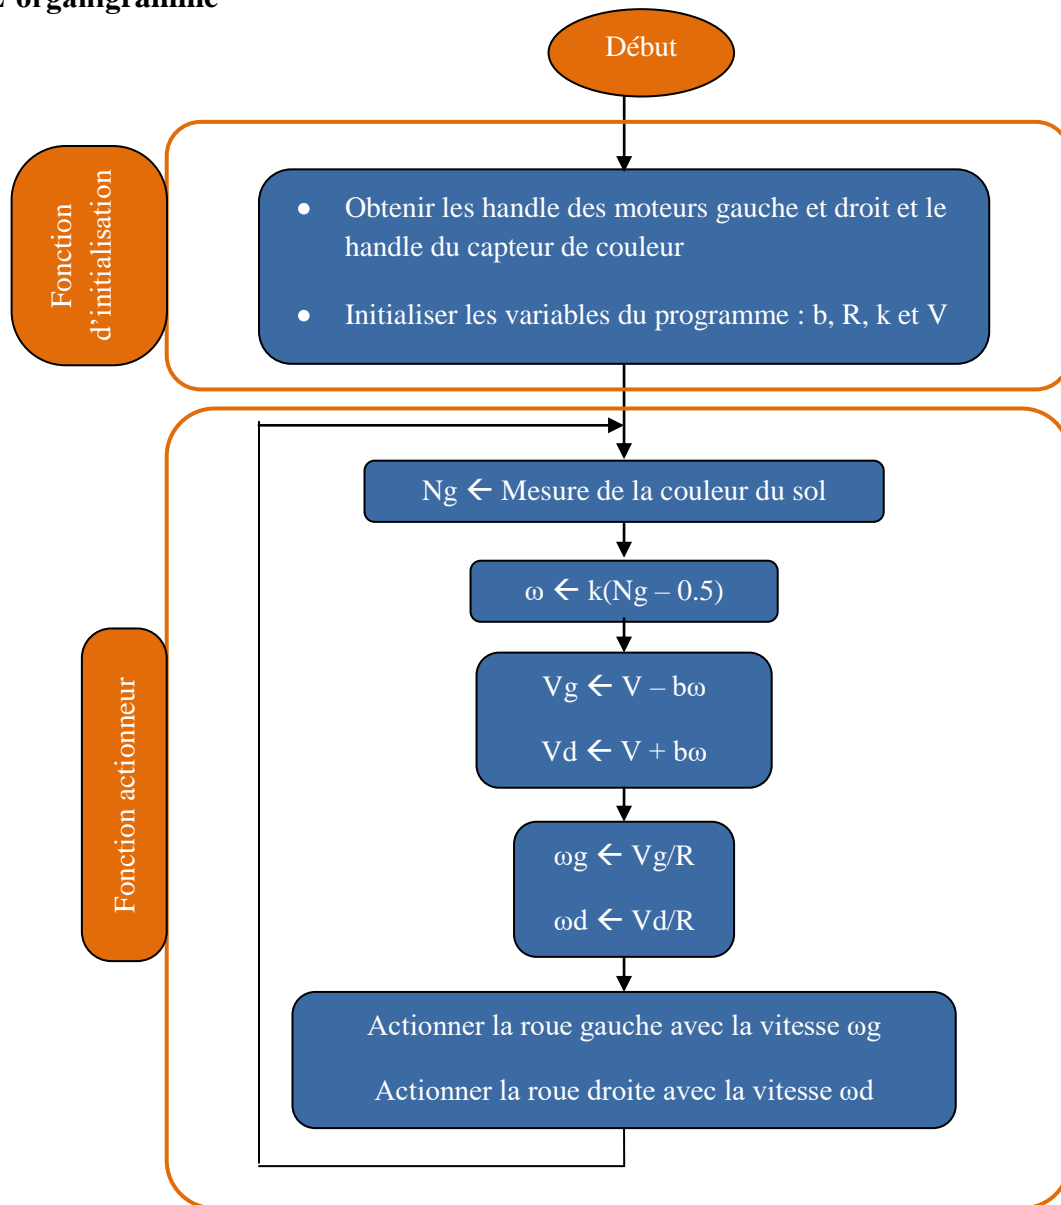 organigramme
Début
Fonction
d'initialisation
• Obtenir les handle des moteurs gauche et droit et le
handle du capteur de couleur
• Initialiser les variables du programme : b, R, k et V
Fonction actionneur
Ng ← Mesure de la couleur du sol
ω ← k(Ng – 0.5)
Vg ← V – bω
Vd ← V + bω
ωg ← Vg/R
ωd ← Vd/R
Actionner la roue gauche avec la vitesse ωg
Actionner la roue droite avec la vitesse ωd